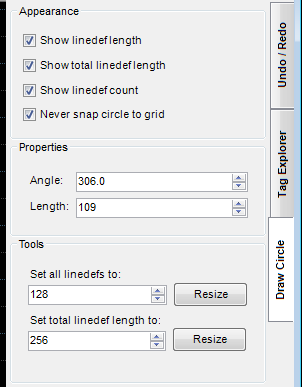 Appearance
Show linedef length
Show total linedef length
Show linedef count
Never snap circle to grid
Properties
Angle: 306.0
Length: 109
Tools
Set all linedefs to:
128 Resize
Set total linedef length to:
256 Resize
Undo / Redo
Tag Explorer
Draw Circle